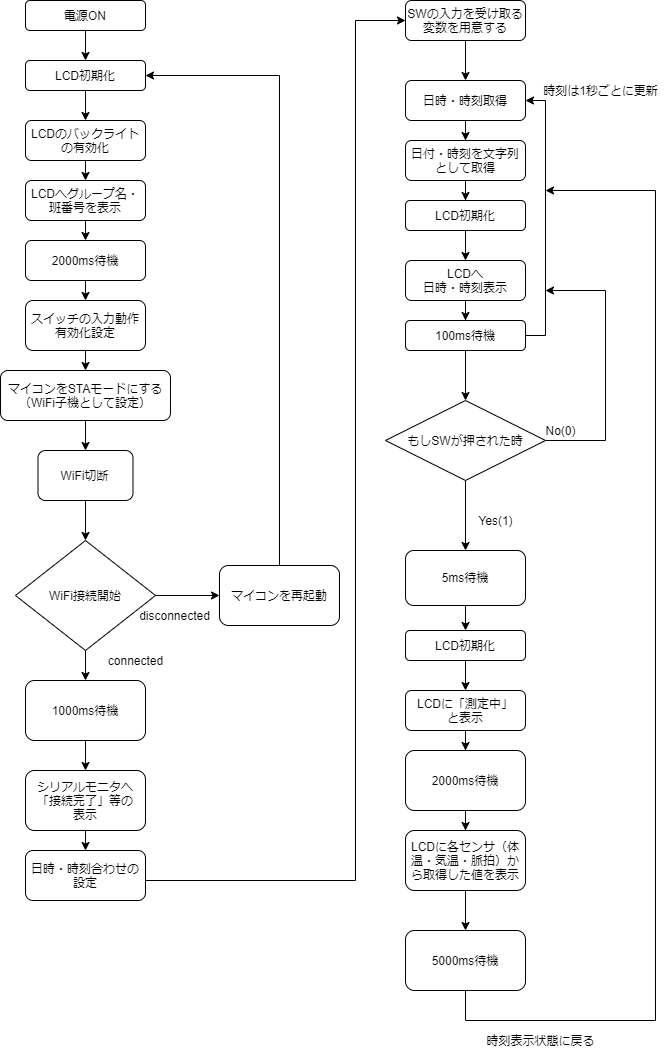 電源ON
LCD初期化
LCDのバックライト
の有効化
LCDへグループ名・
班番号を表示
2000ms待機
スイッチの入力動作
有効化設定
マイコンをSTAモードにする
（WiFi子機として設定）
WiFi切断
WiFi接続開始
disconnected
マイコンを再起動
connected
1000ms待機
シリアルモニタへ
「接続完了」等の
表示
日時・時刻合わせの
設定
SWの入力を受け取る
変数を用意する
日時・時刻取得
時刻は1秒ごとに更新
日付・時刻を文字列
として取得
LCD初期化
LCDへ
日時・時刻表示
100ms待機
もしSWが押された時
No(0)
Yes(1)
5ms待機
LCD初期化
LCDに「測定中」
と表示
2000ms待機
LCDに各センサ（体
温・気温・脈拍）か
ら取得した値を表示
5000ms待機
時刻表示状態に戻る